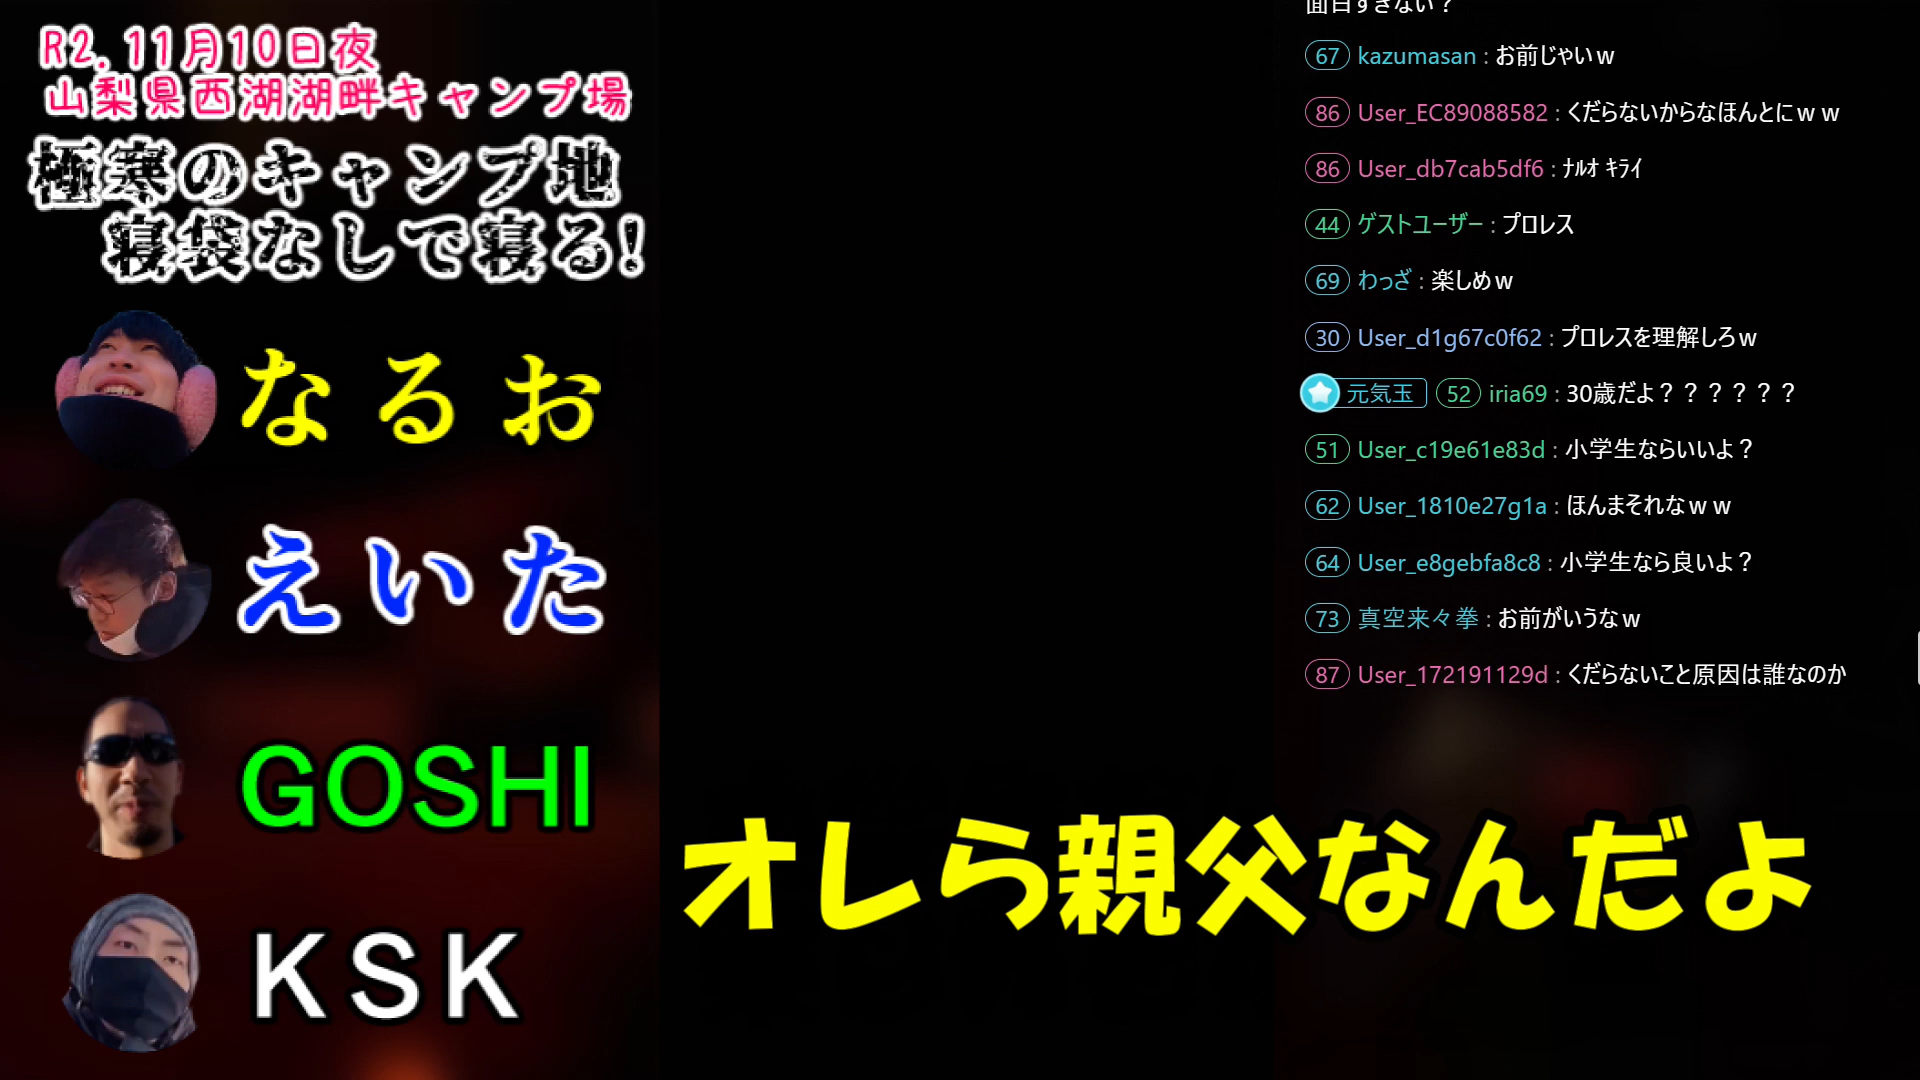 R2.11月10日夜
山梨県西湖湖畔キャンプ場
極寒のキャンプ地
寝袋なしで寝る!
なるお
えいた
GOSHI
KSK
面白すぎない？
67 kazumasan : お前じゃいｗ
86 User_EC89088582 : くだらないからなほんとにｗｗ
86 User_db7cab5df6 : ﾅﾙｵ ｷﾗｲ
44 ゲストユーザー : プロレス
69 わっざ : 楽しめｗ
30 User_d1g67c0f62 : プロレスを理解しろｗ
元気玉 52 iria69 : 30歳だよ？？？？？？
51 User_c19e61e83d : 小学生ならいいよ？
62 User_1810e27g1a : ほんまそれなｗｗ
64 User_e8gebfa8c8 : 小学生なら良いよ？
73 真空来々拳 : お前がいうなｗ
87 User_172191129d : くだらないこと原因は誰なのか
オレら親父なんだよ